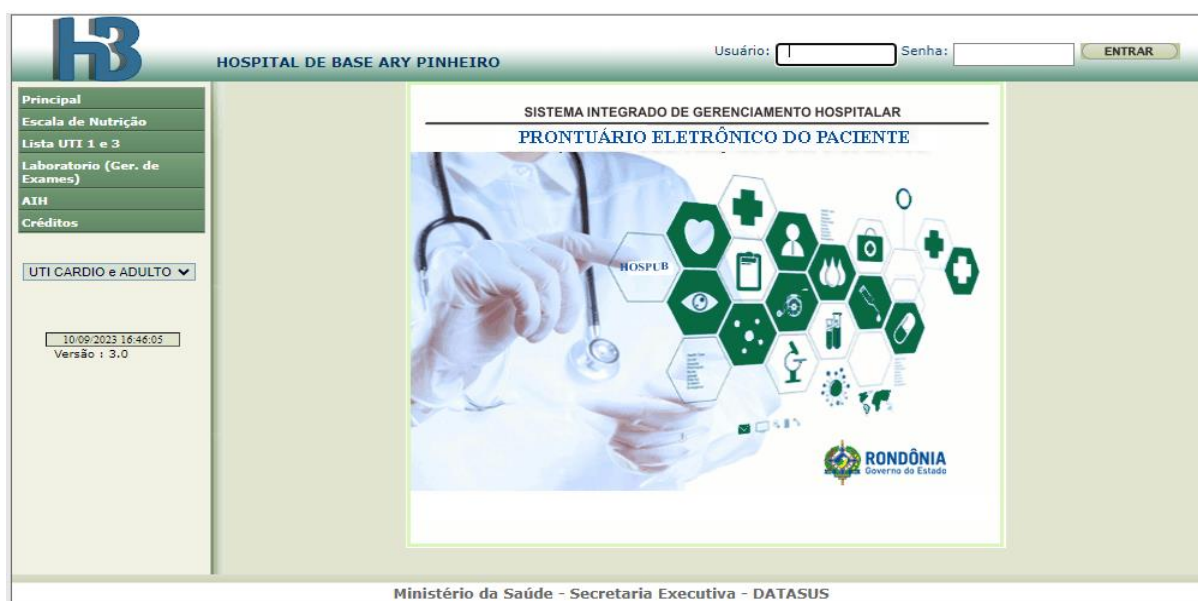 HB
HOSPITAL DE BASE ARY PINHEIRO
Usuário:
Senha:
ENTRAR
Principal
Escala de Nutrição
Lista UTI 1 e 3
Laboratorio (Ger. de
Exames)
AIH
Créditos
UTI CARDIO e ADULTO
10/09/2023 16:46:05
Versão : 3.0
SISTEMA INTEGRADO DE GERENCIAMENTO HOSPITALAR
PRONTUÁRIO ELETRÔNICO DO PACIENTE
HOSPUB
RONDÔNIA
Governo do Estado
Ministério da Saúde - Secretaria Executiva - DATASUS